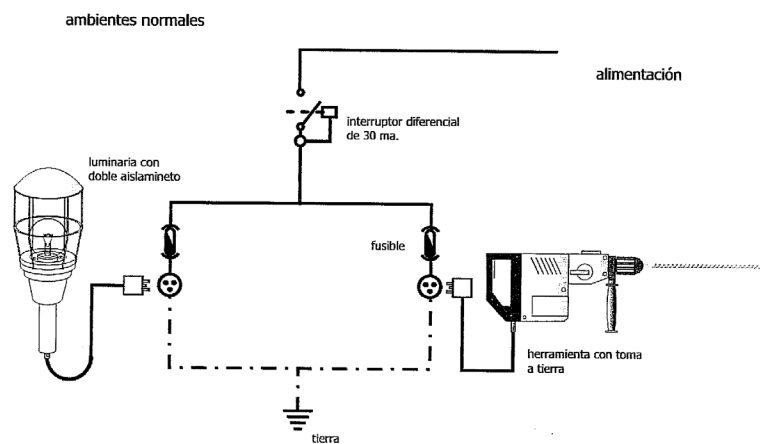 ambientes normales
alimentación
interruptor diferencial
de 30 ma.
luminaria con
doble aislamineto
fusible
herramienta con toma
a tierra
tierra